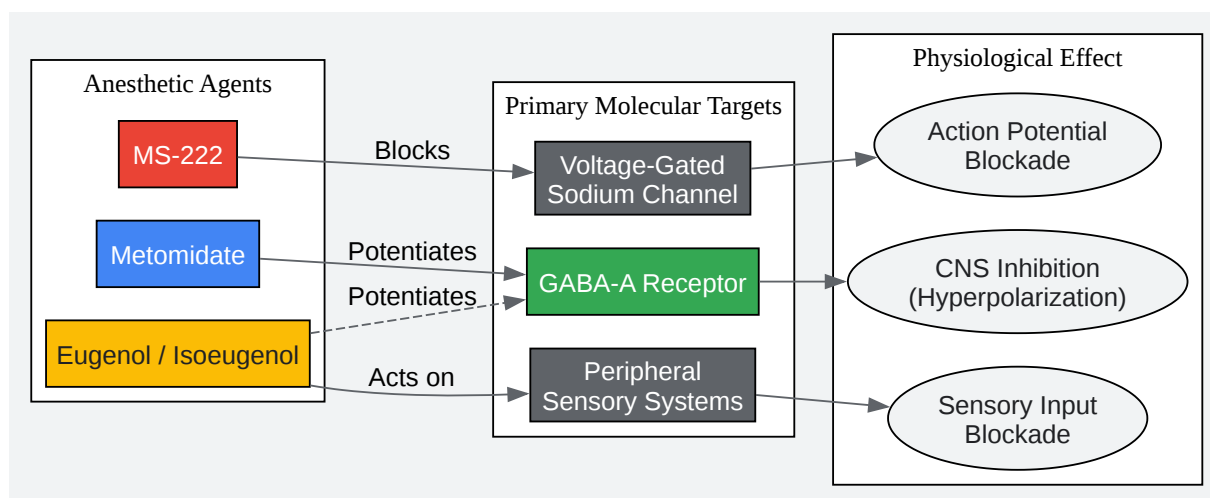 Anesthetic Agents
MS-222
Metomidate
Eugenol / Isoeugenol
Blocks
Potentiates
Potentiates
Acts on
Primary Molecular Targets
Voltage-Gated
Sodium Channel
GABA-A Receptor
Peripheral
Sensory Systems
Physiological Effect
Action Potential
Blockade
CNS Inhibition
(Hyperpolarization)
Sensory Input
Blockade